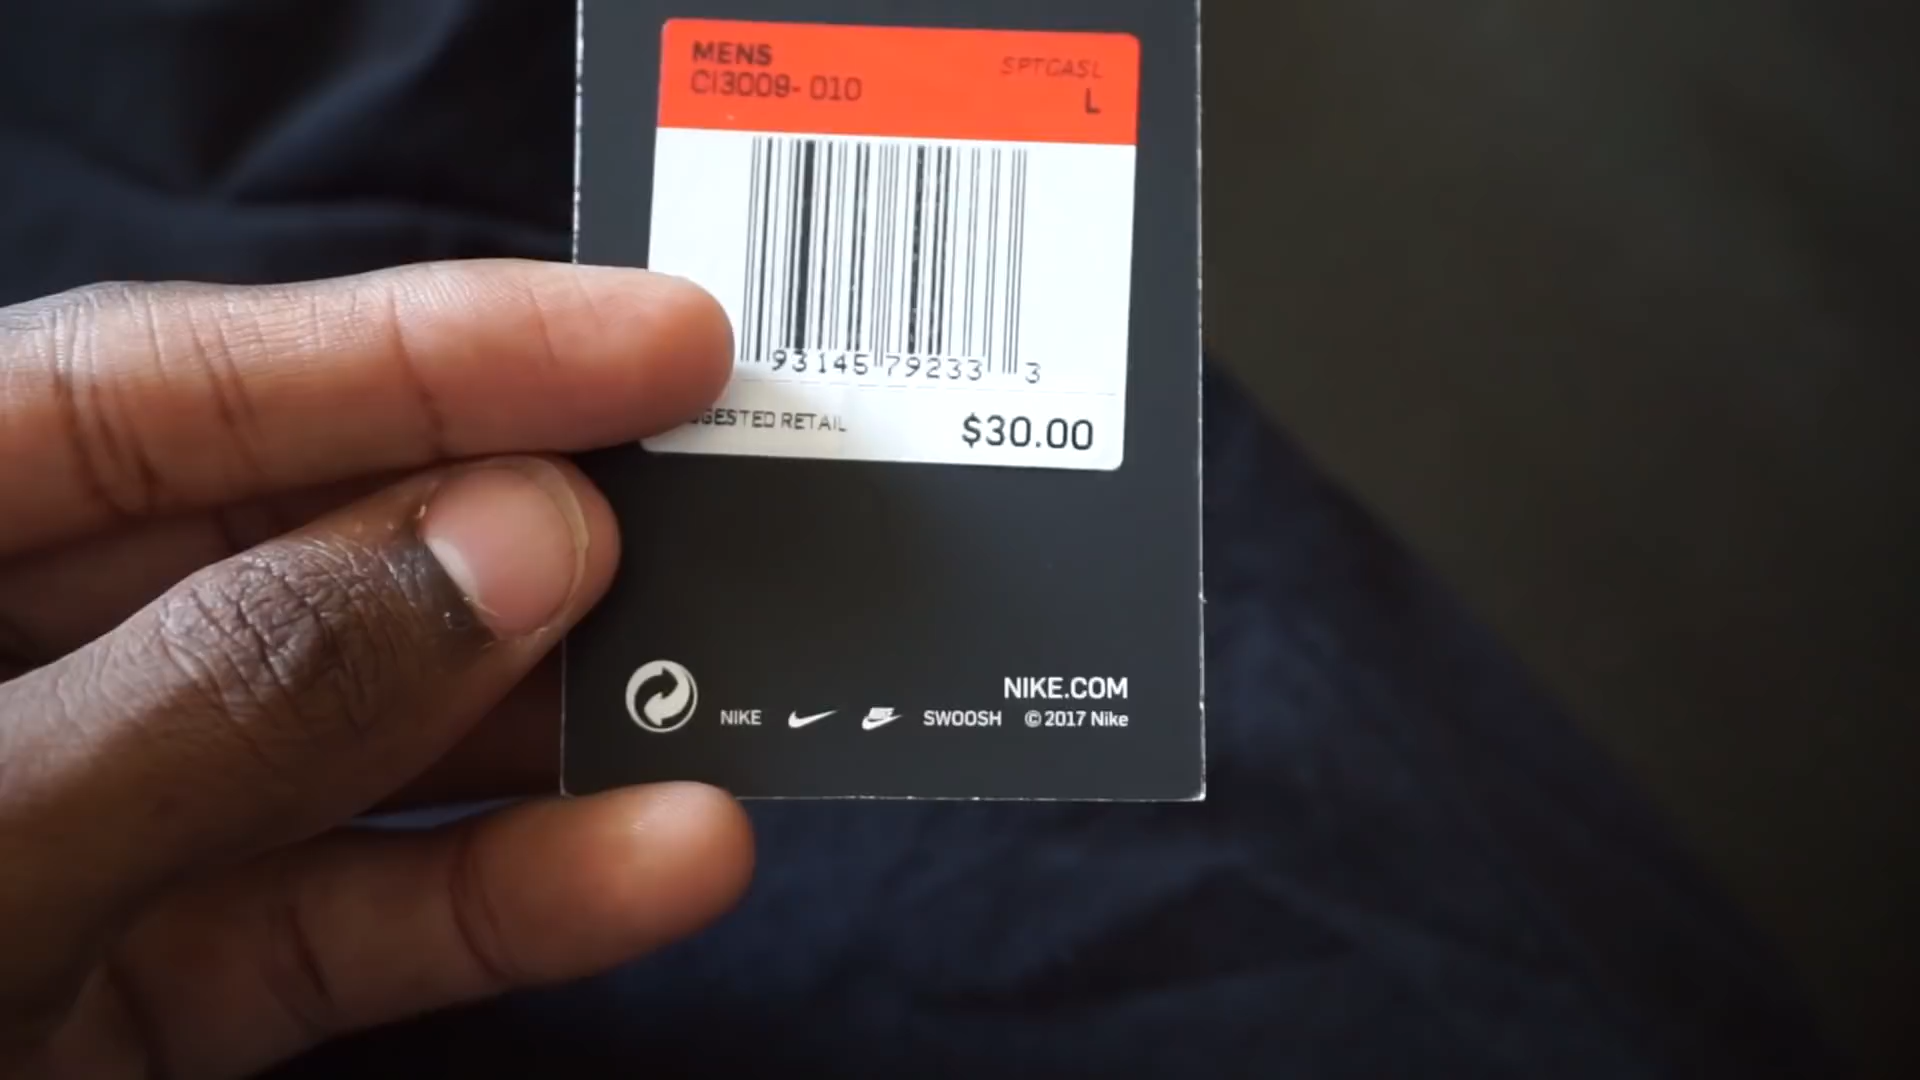 MENS
SPTCASL
CI3009- 010
L
93145 79233 3
GESTED RETAIL
$30.00
NIKE.COM
NIKE SWOOSH © 2017 Nike